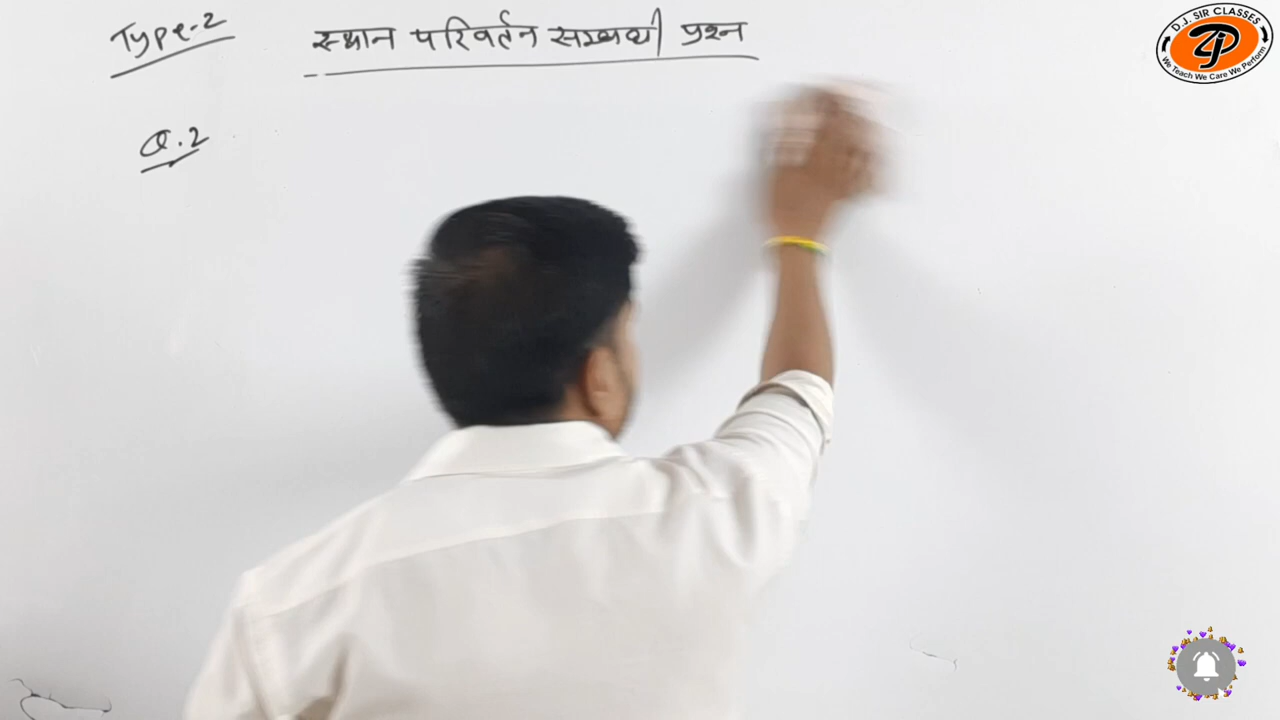 Type-2 स्थान परिवर्तन सम्बन्धी प्रश्न
Q.2
D.J. SIR CLASSES
We Teach We Care We Perform